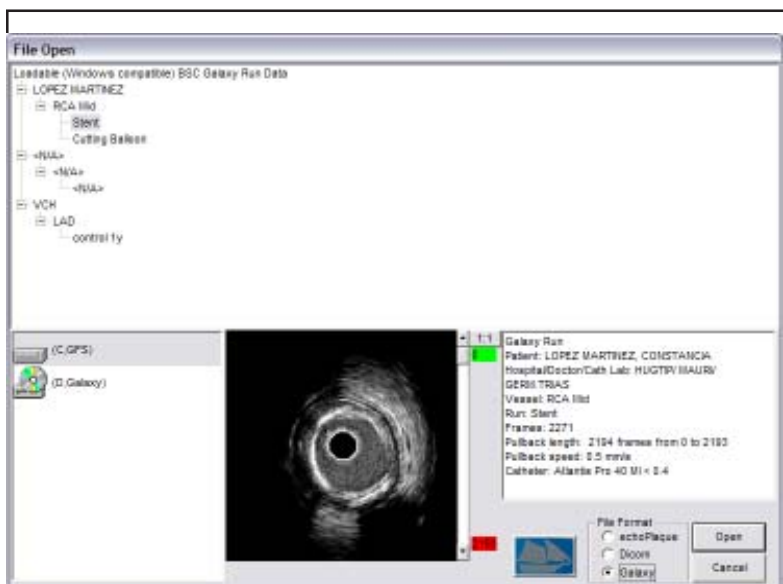 File Open
Loadable (Windows compatible) BSC Galaxy Run Data
LOPEZ MARTINEZ
RCA Mid
Stent
Cutting Balloon
<N/A>
<N/A>
<N/A>
VCH
LAD
control 1y
(C,GPS)
(D,Galaxy)
1:1
Galaxy Run
Patient: LOPEZ MARTINEZ, CONSTANCIA
Hospital/Doctor/Cath Lab: HUGTIP/ MAURI/
GERM TRIAS
Vessel: RCA Mid
Run: Stent
Frames: 2271
Pullback length: 2194 frames from 0 to 2193
Pullback speed: 0.5 mm/s
Catheter: Atlantis Pro 40 MI < 0.4
File Format
echoPlaque
Dicom
Galaxy
Open
Cancel